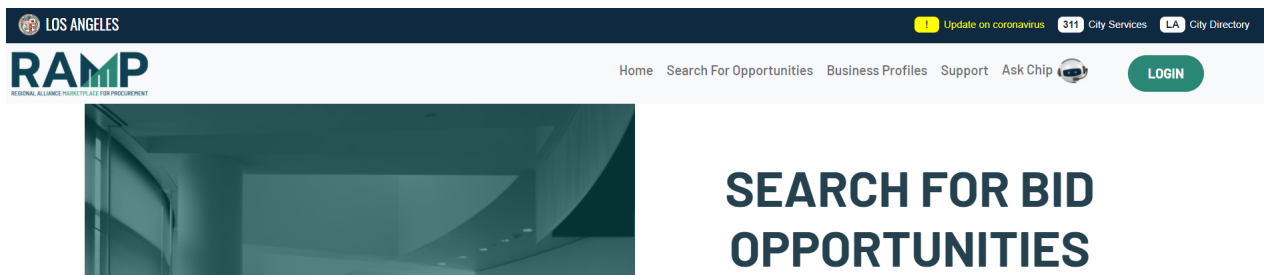 LOS ANGELES
! Update on coronavirus 311 City Services LA City Directory
RAMP
REGIONAL ALLIANCE MARKETPLACE FOR PROCUREMENT
Home Search For Opportunities Business Profiles Support Ask Chip LOGIN
SEARCH FOR BID
OPPORTUNITIES